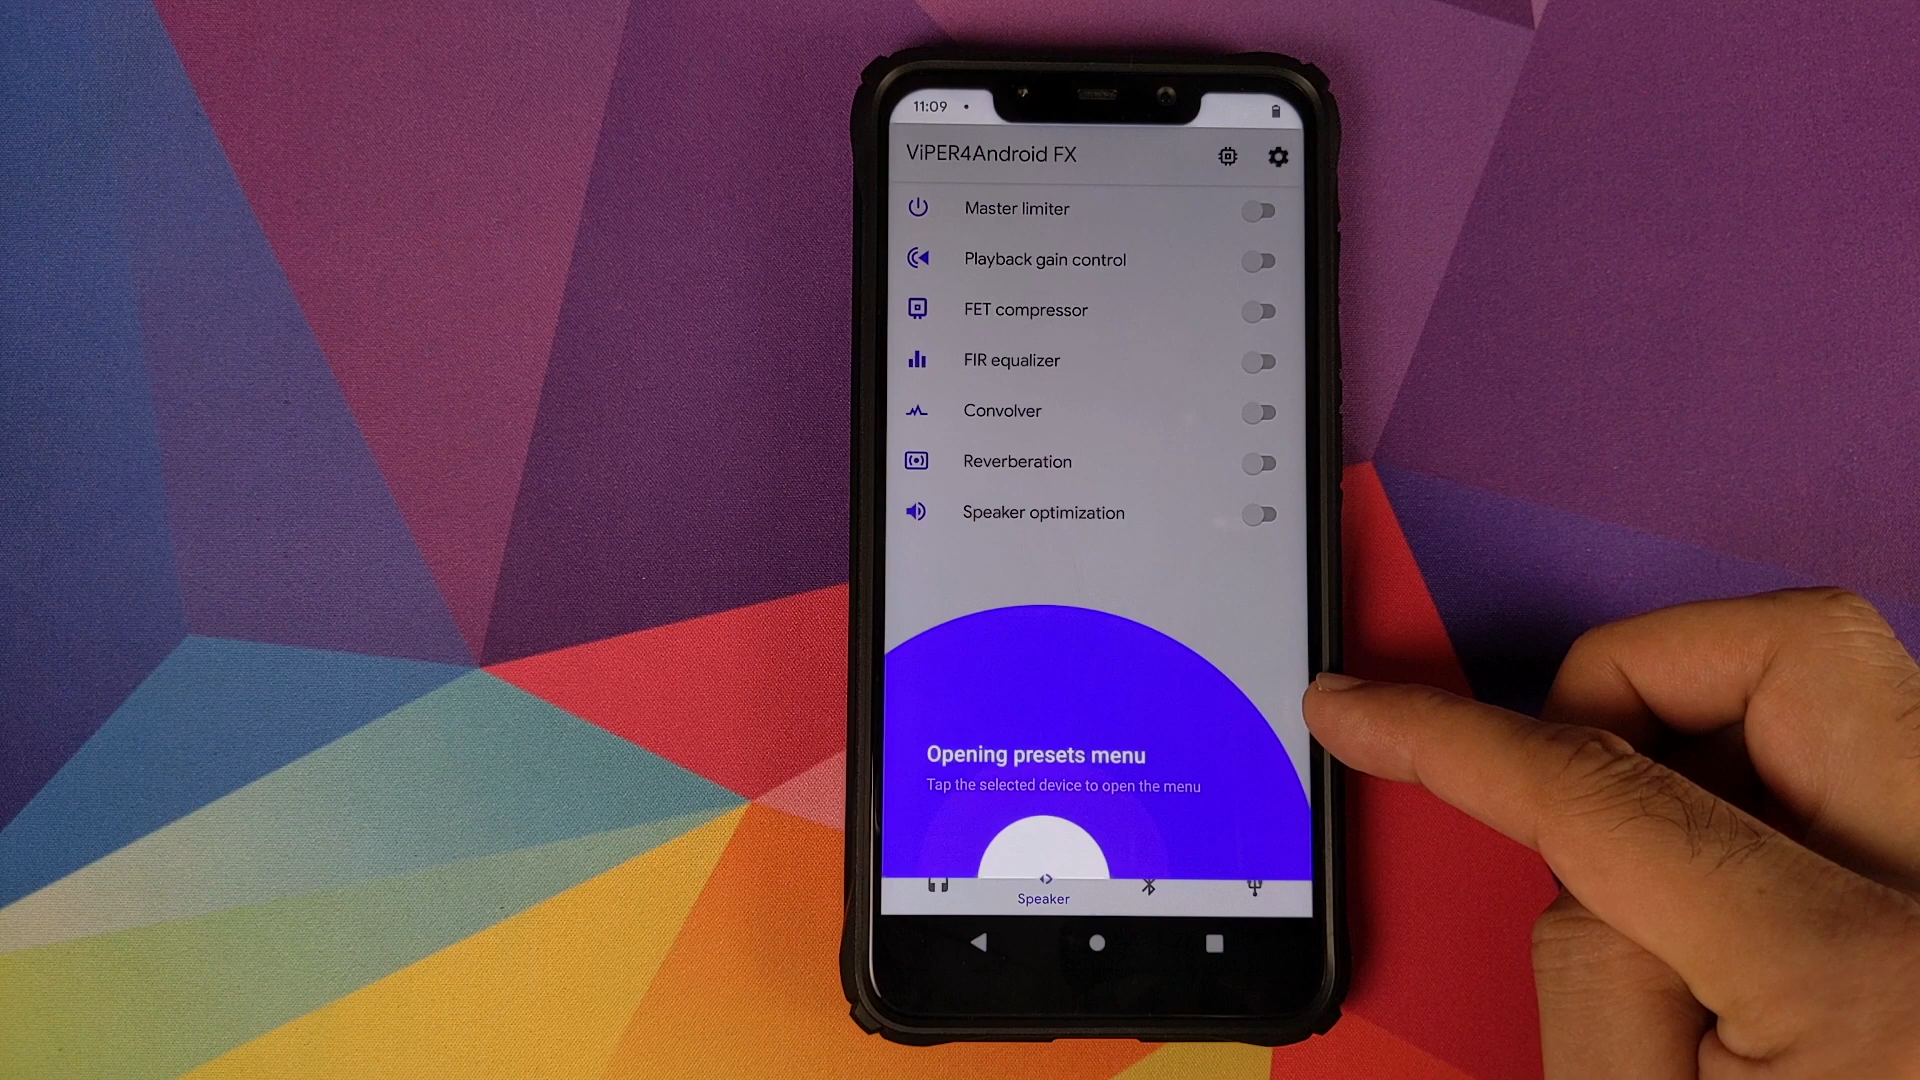 11:09
ViPER4Android FX
Master limiter
Playback gain control
FET compressor
FIR equalizer
Convolver
Reverberation
Speaker optimization
Opening presets menu
Tap the selected device to open the menu
Speaker